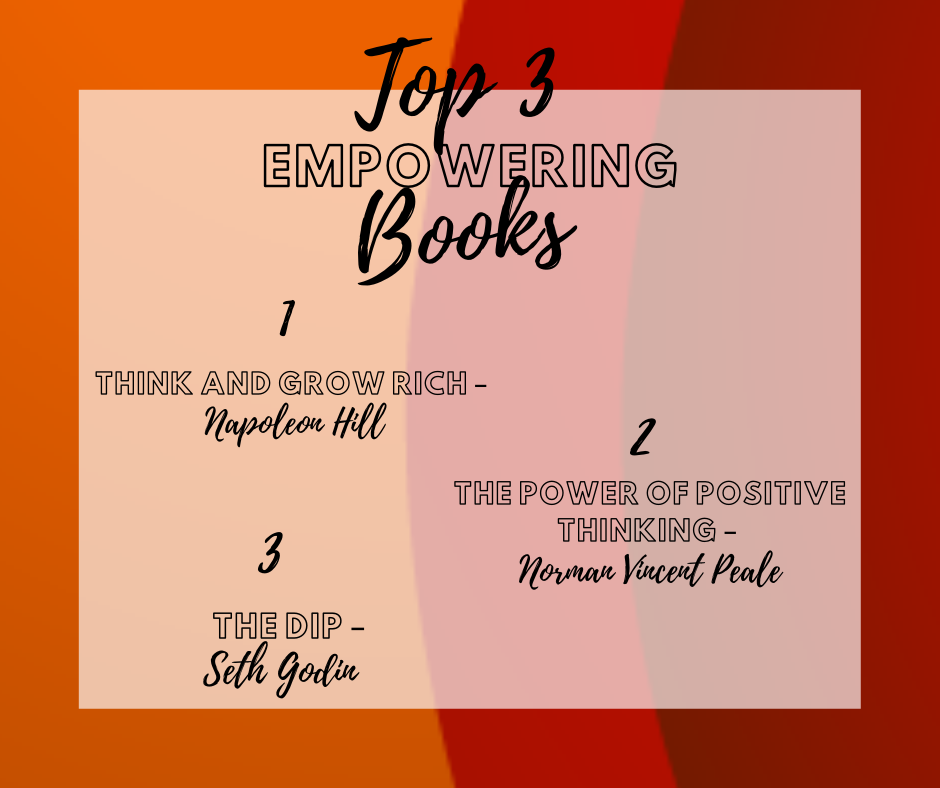 Top 3
EMPOWERING
Books
1
THINK AND GROW RICH –
Napoleon Hill
2
THE POWER OF POSITIVE
THINKING –
Norman Vincent Peale
3
THE DIP –
Seth Godin